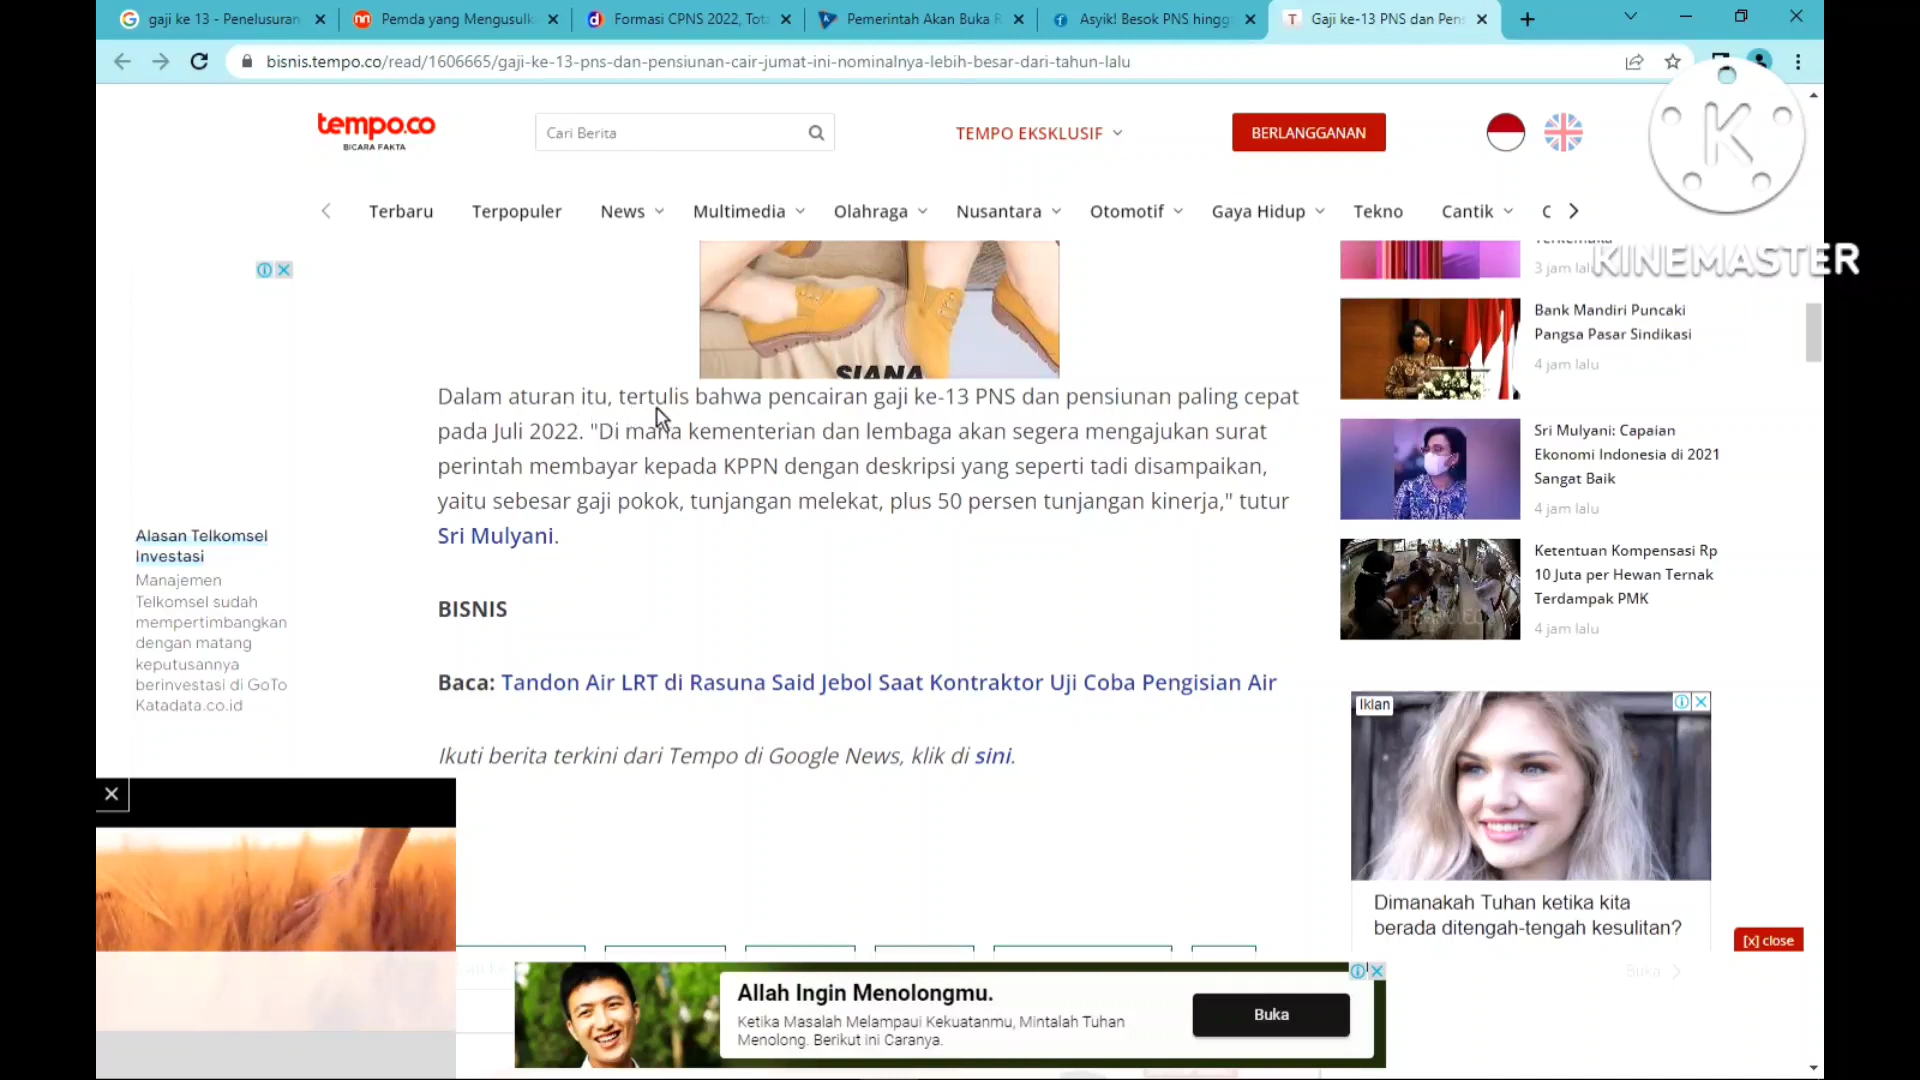 gaji ke 13 - Penelusuran
Pemda yang Mengusulk
Formasi CPNS 2022, Tota
Pemerintah Akan Buka R
Asyik! Besok PNS hingg
Gaji ke-13 PNS dan Pen
bisnis.tempo.co/read/1606665/gaji-ke-13-pns-dan-pensiunan-cair-jumat-ini-nominalnya-lebih-besar-dari-tahun-lalu
tempo.co
BICARA FAKTA
Cari Berita
TEMPO EKSKLUSIF
BERLANGGANAN
K
KINEMASTER
Terbaru
Terpopuler
News
Multimedia
Olahraga
Nusantara
Otomotif
Gaya Hidup
Tekno
Cantik
SIANA
Dalam aturan itu, tertulis bahwa pencairan gaji ke-13 PNS dan pensiunan paling cepat
pada Juli 2022. "Di mana kementerian dan lembaga akan segera mengajukan surat
perintah membayar kepada KPPN dengan deskripsi yang seperti tadi disampaikan,
yaitu sebesar gaji pokok, tunjangan melekat, plus 50 persen tunjangan kinerja," tutur
Sri Mulyani.
BISNIS
Baca: Tandon Air LRT di Rasuna Said Jebol Saat Kontraktor Uji Coba Pengisian Air
Ikuti berita terkini dari Tempo di Google News, klik di sini.
Alasan Telkomsel
Investasi
Manajemen
Telkomsel sudah
mempertimbangkan
dengan matang
keputusannya
berinvestasi di GoTo
Katadata.co.id
3 jam lalu
Bank Mandiri Puncaki
Pangsa Pasar Sindikasi
4 jam lalu
Sri Mulyani: Capaian
Ekonomi Indonesia di 2021
Sangat Baik
4 jam lalu
Ketentuan Kompensasi Rp
10 Juta per Hewan Ternak
Terdampak PMK
4 jam lalu
Iklan
Dimanakah Tuhan ketika kita
berada ditengah-tengah kesulitan?
[x] close
Buka
Allah Ingin Menolongmu.
Ketika Masalah Melampaui Kekuatanmu, Mintalah Tuhan
Menolong. Berikut ini Caranya.
Buka